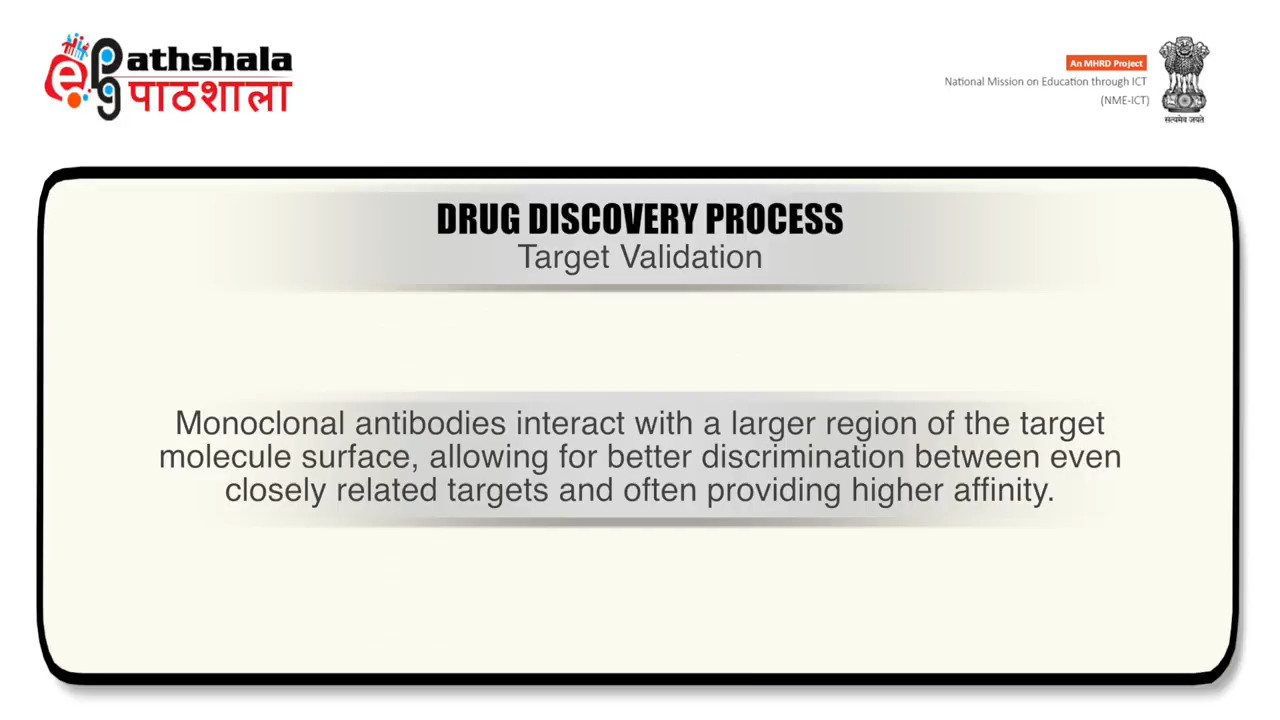 e pg Pathshala
पाठशाला
An MHRD Project
National Mission on Education through ICT
(NME-ICT)
सत्यमेव जयते
DRUG DISCOVERY PROCESS
Target Validation
Monoclonal antibodies interact with a larger region of the target
molecule surface, allowing for better discrimination between even
closely related targets and often providing higher affinity.